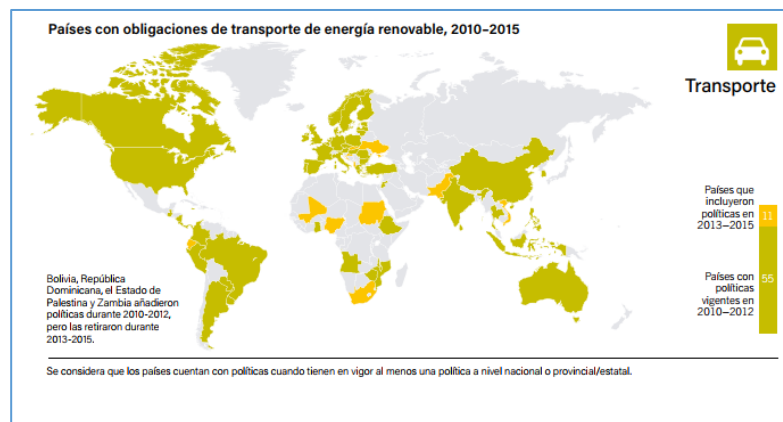 Países con obligaciones de transporte de energía renovable, 2010–2015
Transporte
Países que
incluyeron
políticas en
2013–2015
11
Países con
políticas
vigentes en
2010–2012
55
Bolivia, República
Dominicana, el Estado de
Palestina y Zambia añadieron
políticas durante 2010-2012,
pero las retiraron durante
2013-2015.
Se considera que los países cuentan con políticas cuando tienen en vigor al menos una política a nivel nacional o provincial/estatal.